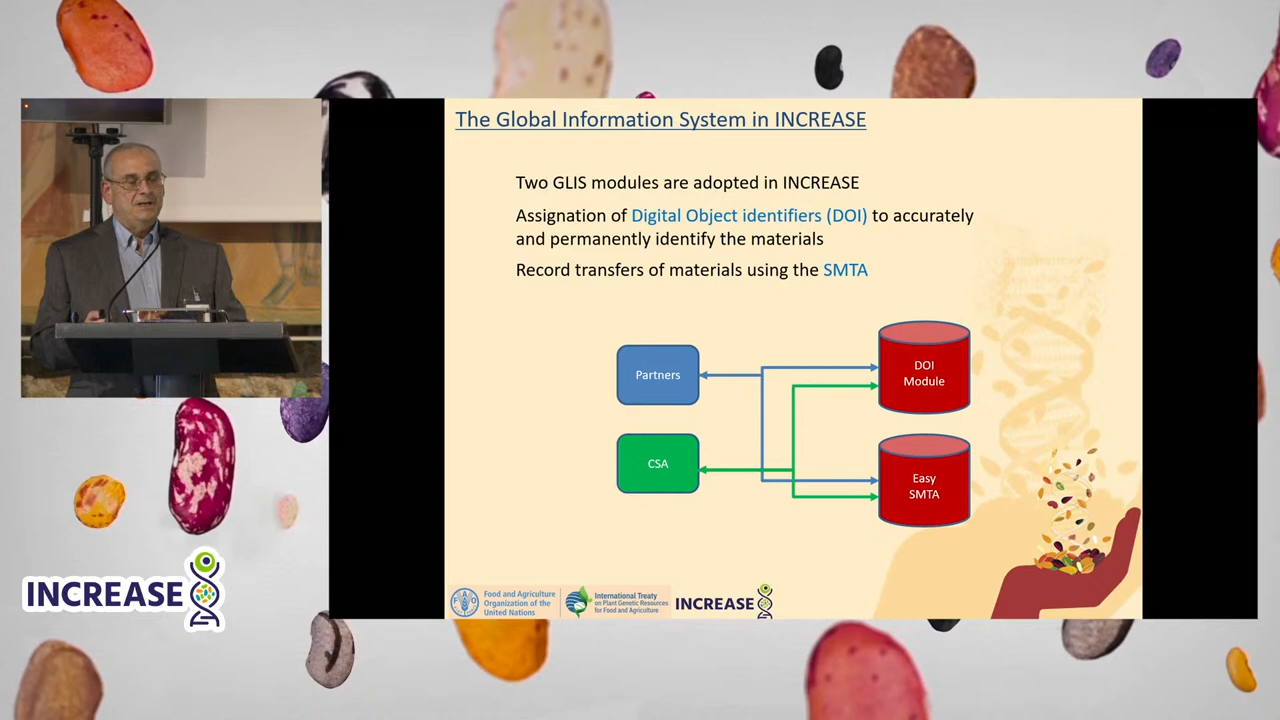 The Global Information System in INCREASE
Two GLIS modules are adopted in INCREASE
Assignation of Digital Object identifiers (DOI) to accurately
and permanently identify the materials
Record transfers of materials using the SMTA
Partners
DOI
Module
CSA
Easy
SMTA
INCREASE
FAO
Food and Agriculture
Organization of the
United Nations
International Treaty
on Plant Genetic Resources
for Food and Agriculture
INCREASE